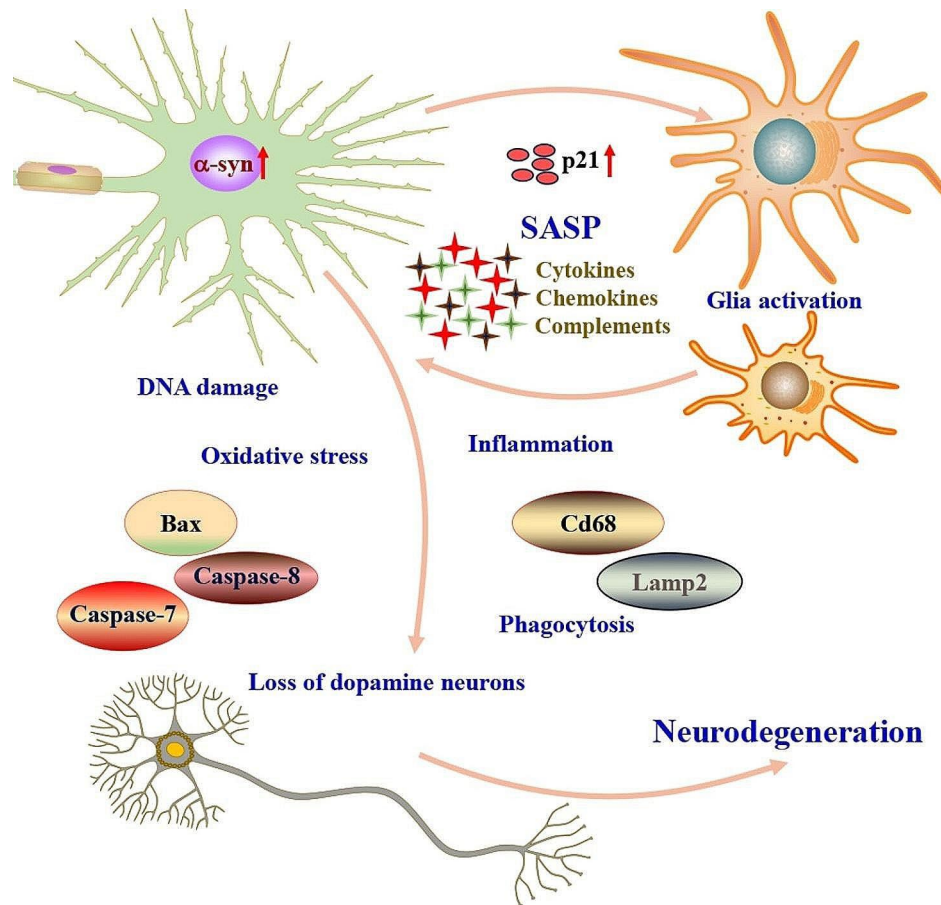 α-syn
p21
SASP
Cytokines
Chemokines
Complements
Glia activation
DNA damage
Oxidative stress
Inflammation
Bax
Caspase-8
Caspase-7
Cd68
Lamp2
Phagocytosis
Loss of dopamine neurons
Neurodegeneration